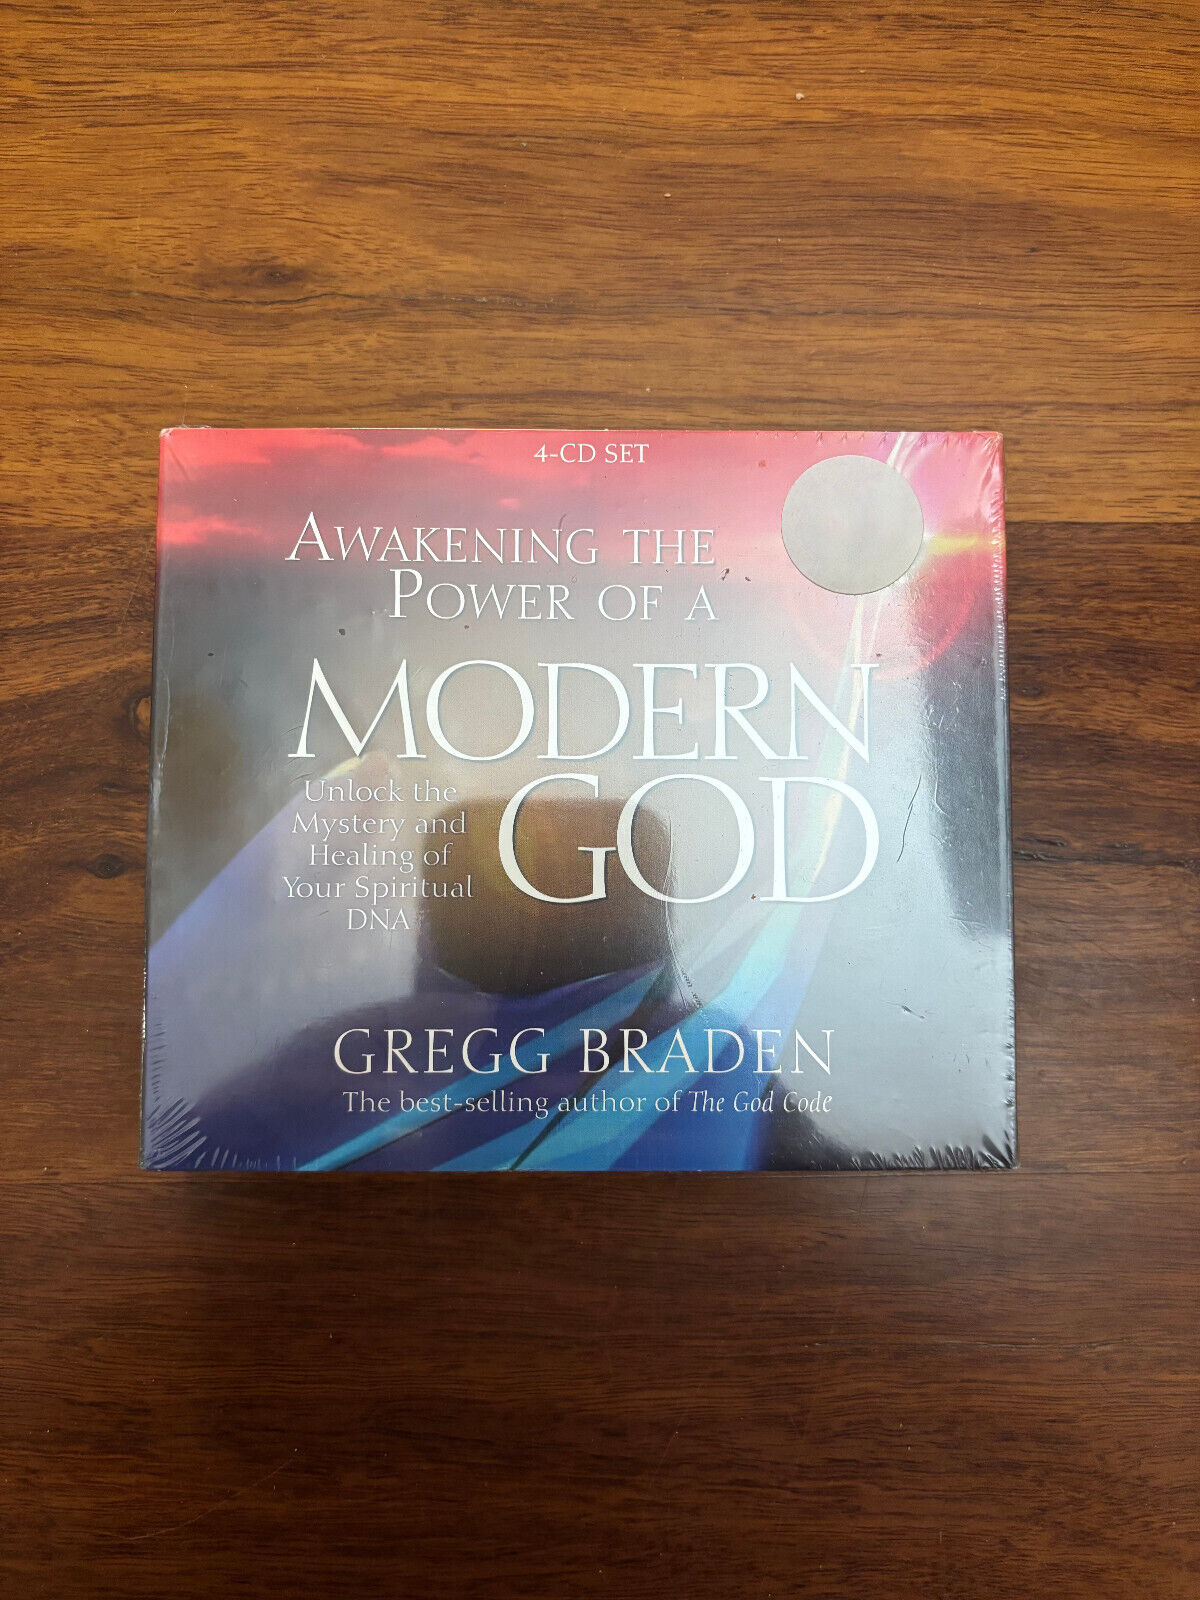 4-CD SET
AWAKENING THE
POWER OF A
MODERN
GOD
Unlock the
Mystery and
Healing of
Your Spiritual
DNA
GREGG BRADEN
The best-selling author of The God Code